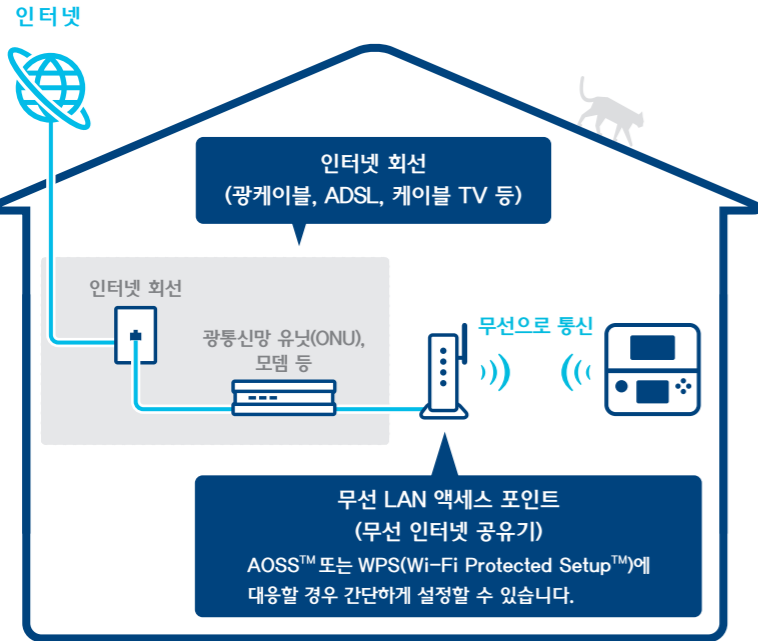 인터넷
인터넷 회선
(광케이블, ADSL, 케이블 TV 등)
인터넷 회선
광통신망 유닛(ONU),
모뎀 등
무선으로 통신
무선 LAN 액세스 포인트
(무선 인터넷 공유기)
AOSS™ 또는 WPS(Wi-Fi Protected Setup™)에
대응할 경우 간단하게 설정할 수 있습니다.